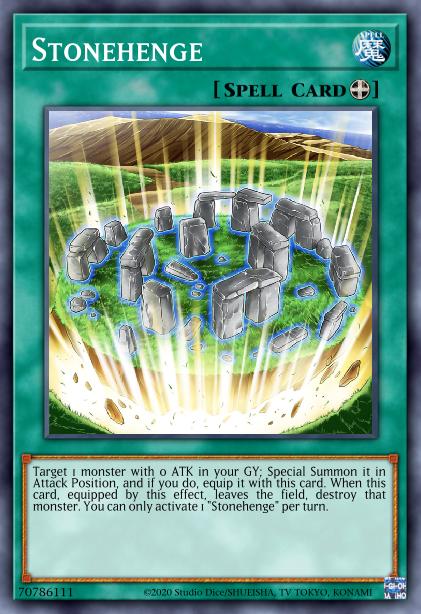 STONEHENGE
SPELL
魔
[SPELL CARD]
Target 1 monster with 0 ATK in your GY; Special Summon it in
Attack Position, and if you do, equip it with this card. When this
card, equipped by this effect, leaves the field, destroy that
monster. You can only activate 1 "Stonehenge" per turn.
70786111
©2020 Studio Dice/SHUEISHA, TV TOKYO, KONAMI